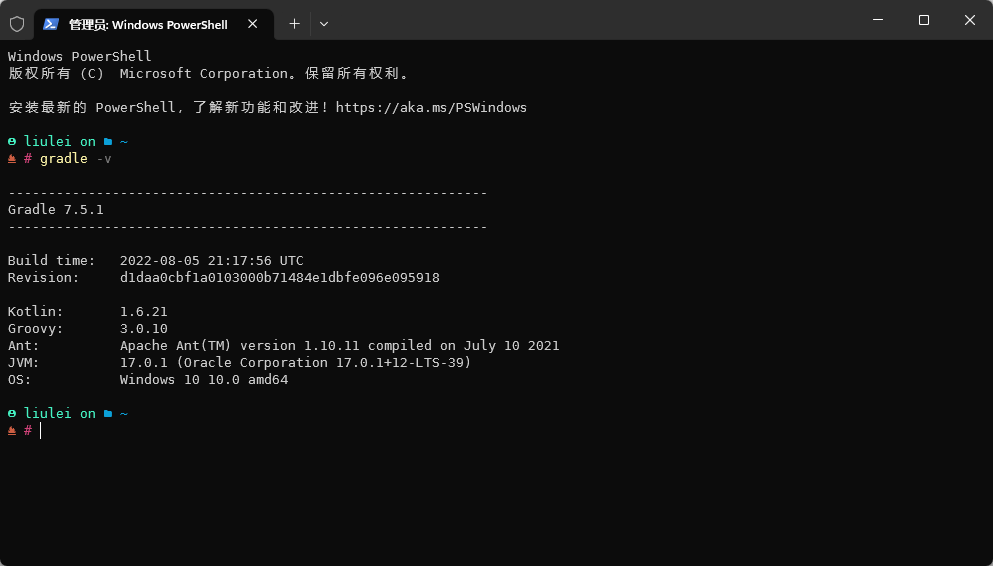 管理员: Windows PowerShell
Windows PowerShell
版权所有 (C)  Microsoft Corporation。保留所有权利。
安装最新的 PowerShell，了解新功能和改进！https://aka.ms/PSWindows
liulei on ~
# gradle -v
------------------------------------------------------------
Gradle 7.5.1
------------------------------------------------------------
Build time:   2022-08-05 21:17:56 UTC
Revision:     d1daa0cbf1a0103000b71484e1dbfe096e095918
Kotlin:       1.6.21
Groovy:       3.0.10
Ant:          Apache Ant(TM) version 1.10.11 compiled on July 10 2021
JVM:          17.0.1 (Oracle Corporation 17.0.1+12-LTS-39)
OS:           Windows 10 10.0 amd64
liulei on ~
#